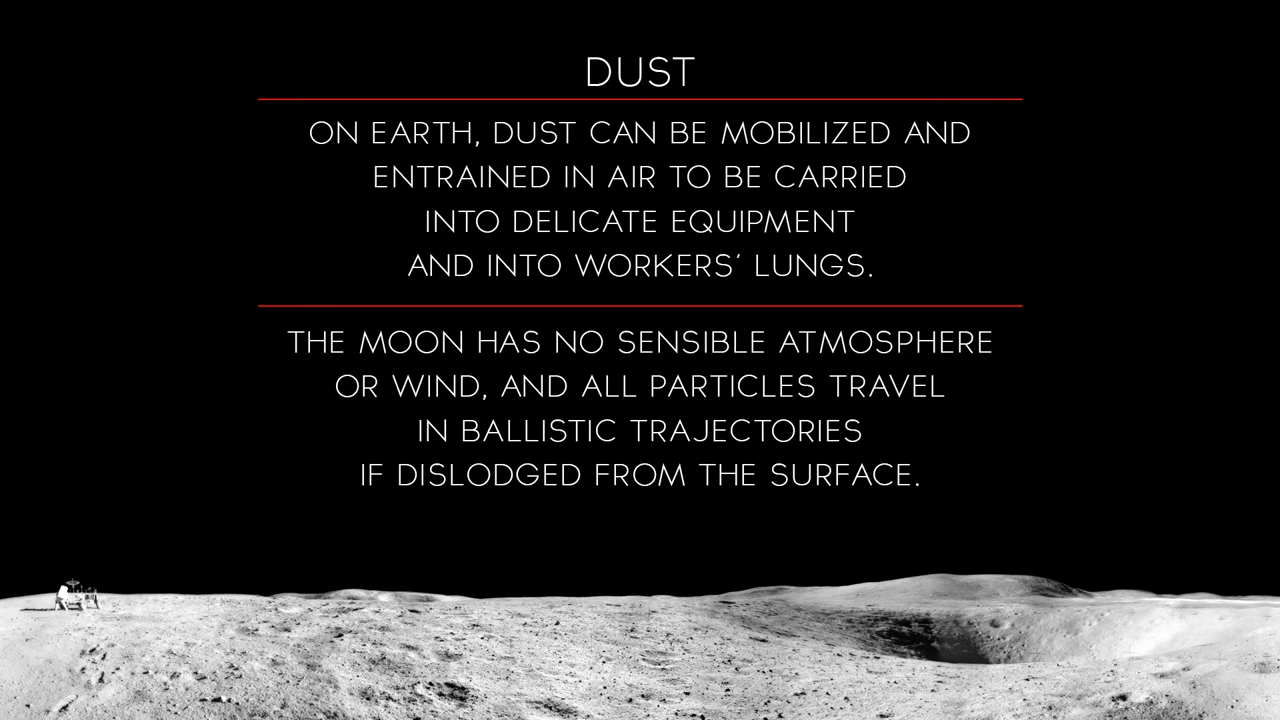 DUST
ON EARTH, DUST CAN BE MOBILIZED AND
ENTRAINED IN AIR TO BE CARRIED
INTO DELICATE EQUIPMENT
AND INTO WORKERS' LUNGS.
THE MOON HAS NO SENSIBLE ATMOSPHERE
OR WIND, AND ALL PARTICLES TRAVEL
IN BALLISTIC TRAJECTORIES
IF DISLODGED FROM THE SURFACE.